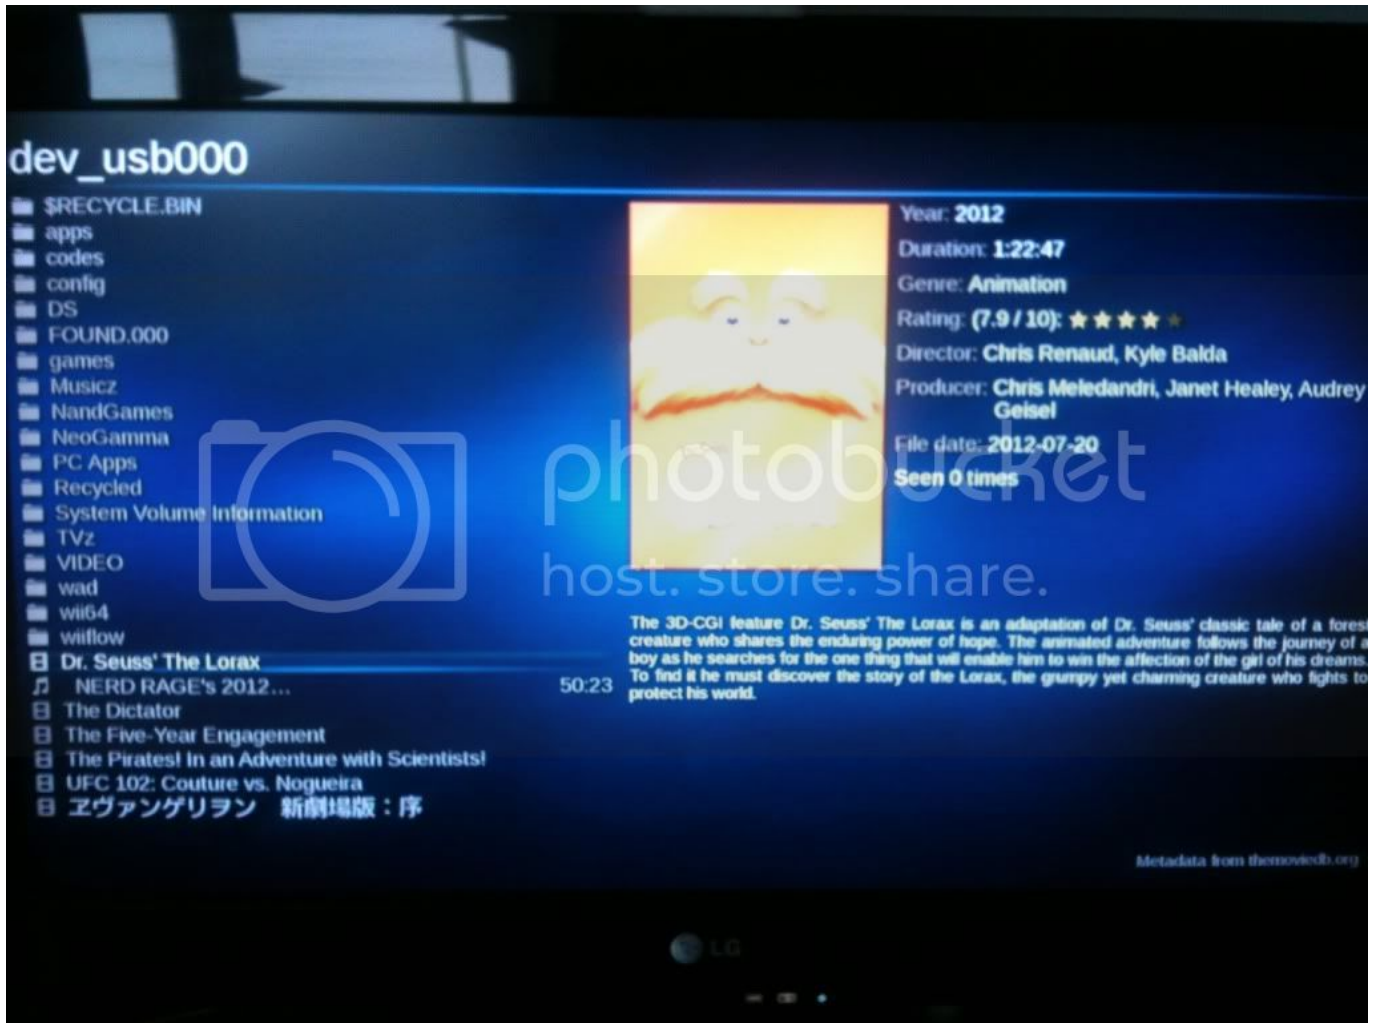 dev_usb000
$RECYCLE.BIN
apps
codes
config
DS
FOUND.000
games
Musicz
NandGames
NeoGamma
PC Apps
Recycled
System Volume Information
TVz
VIDEO
wad
wii64
wiiflow
Dr. Seuss' The Lorax
NERD RAGE's 2012... 50:23
The Dictator
The Five-Year Engagement
The Pirates! In an Adventure with Scientists!
UFC 102: Couture vs. Nogueira
ヱヴァンゲリヲン 新劇場版：序
Year: 2012
Duration: 1:22:47
Genre: Animation
Rating: (7.9 / 10):
Director: Chris Renaud, Kyle Balda
Producer: Chris Meledandri, Janet Healey, Audrey
Geisel
File date: 2012-07-20
Seen 0 times
The 3D-CGI feature Dr. Seuss' The Lorax is an adaptation of Dr. Seuss' classic tale of a forest
creature who shares the enduring power of hope. The animated adventure follows the journey of a
boy as he searches for the one thing that will enable him to win the affection of the girl of his dreams.
To find it he must discover the story of the Lorax, the grumpy yet charming creature who fights to
protect his world.
Metadata from themoviedb.org
photobucket
host. store. share.
LG